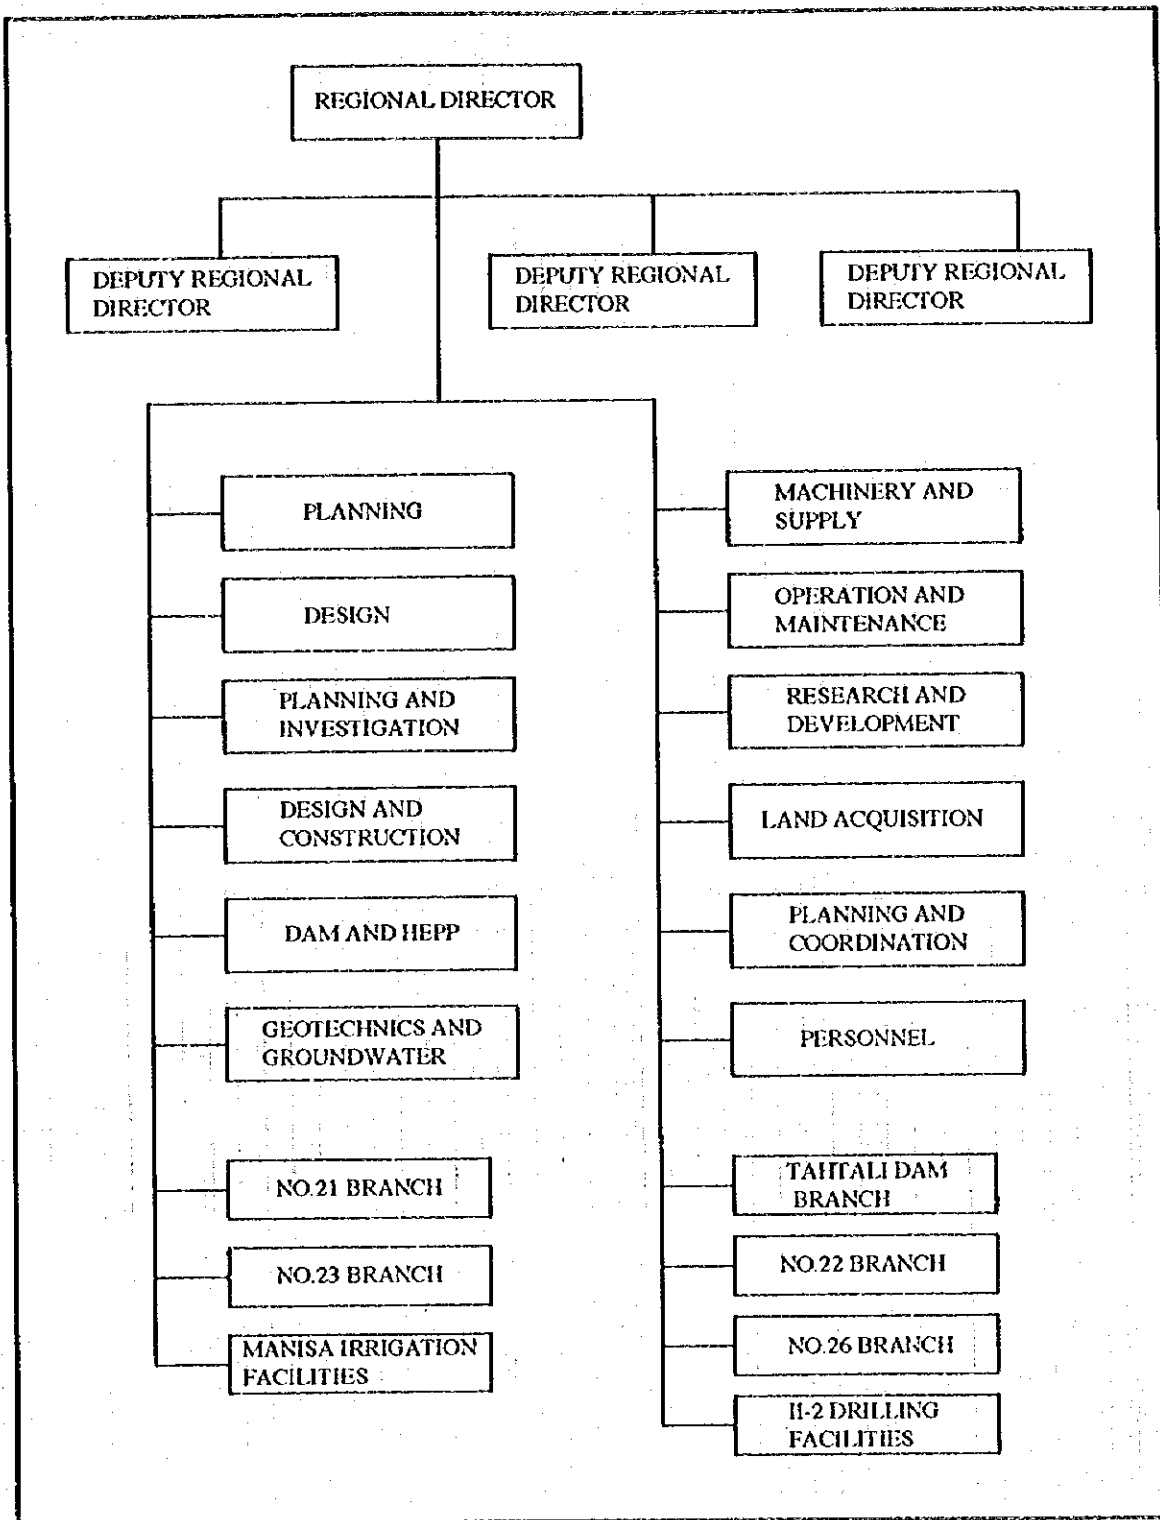 REGIONAL DIRECTOR
DEPUTY REGIONAL
DIRECTOR
DEPUTY REGIONAL
DIRECTOR
DEPUTY REGIONAL
DIRECTOR
PLANNING
DESIGN
PLANNING AND
INVESTIGATION
DESIGN AND
CONSTRUCTION
DAM AND HEPP
GEOTECHNICS AND
GROUNDWATER
NO.21 BRANCH
NO.23 BRANCH
MANISA IRRIGATION
FACILITIES
MACHINERY AND
SUPPLY
OPERATION AND
MAINTENANCE
RESEARCH AND
DEVELOPMENT
LAND ACQUISITION
PLANNING AND
COORDINATION
PERSONNEL
TAHTALI DAM
BRANCH
NO.22 BRANCH
NO.26 BRANCH
II-2 DRILLING
FACILITIES